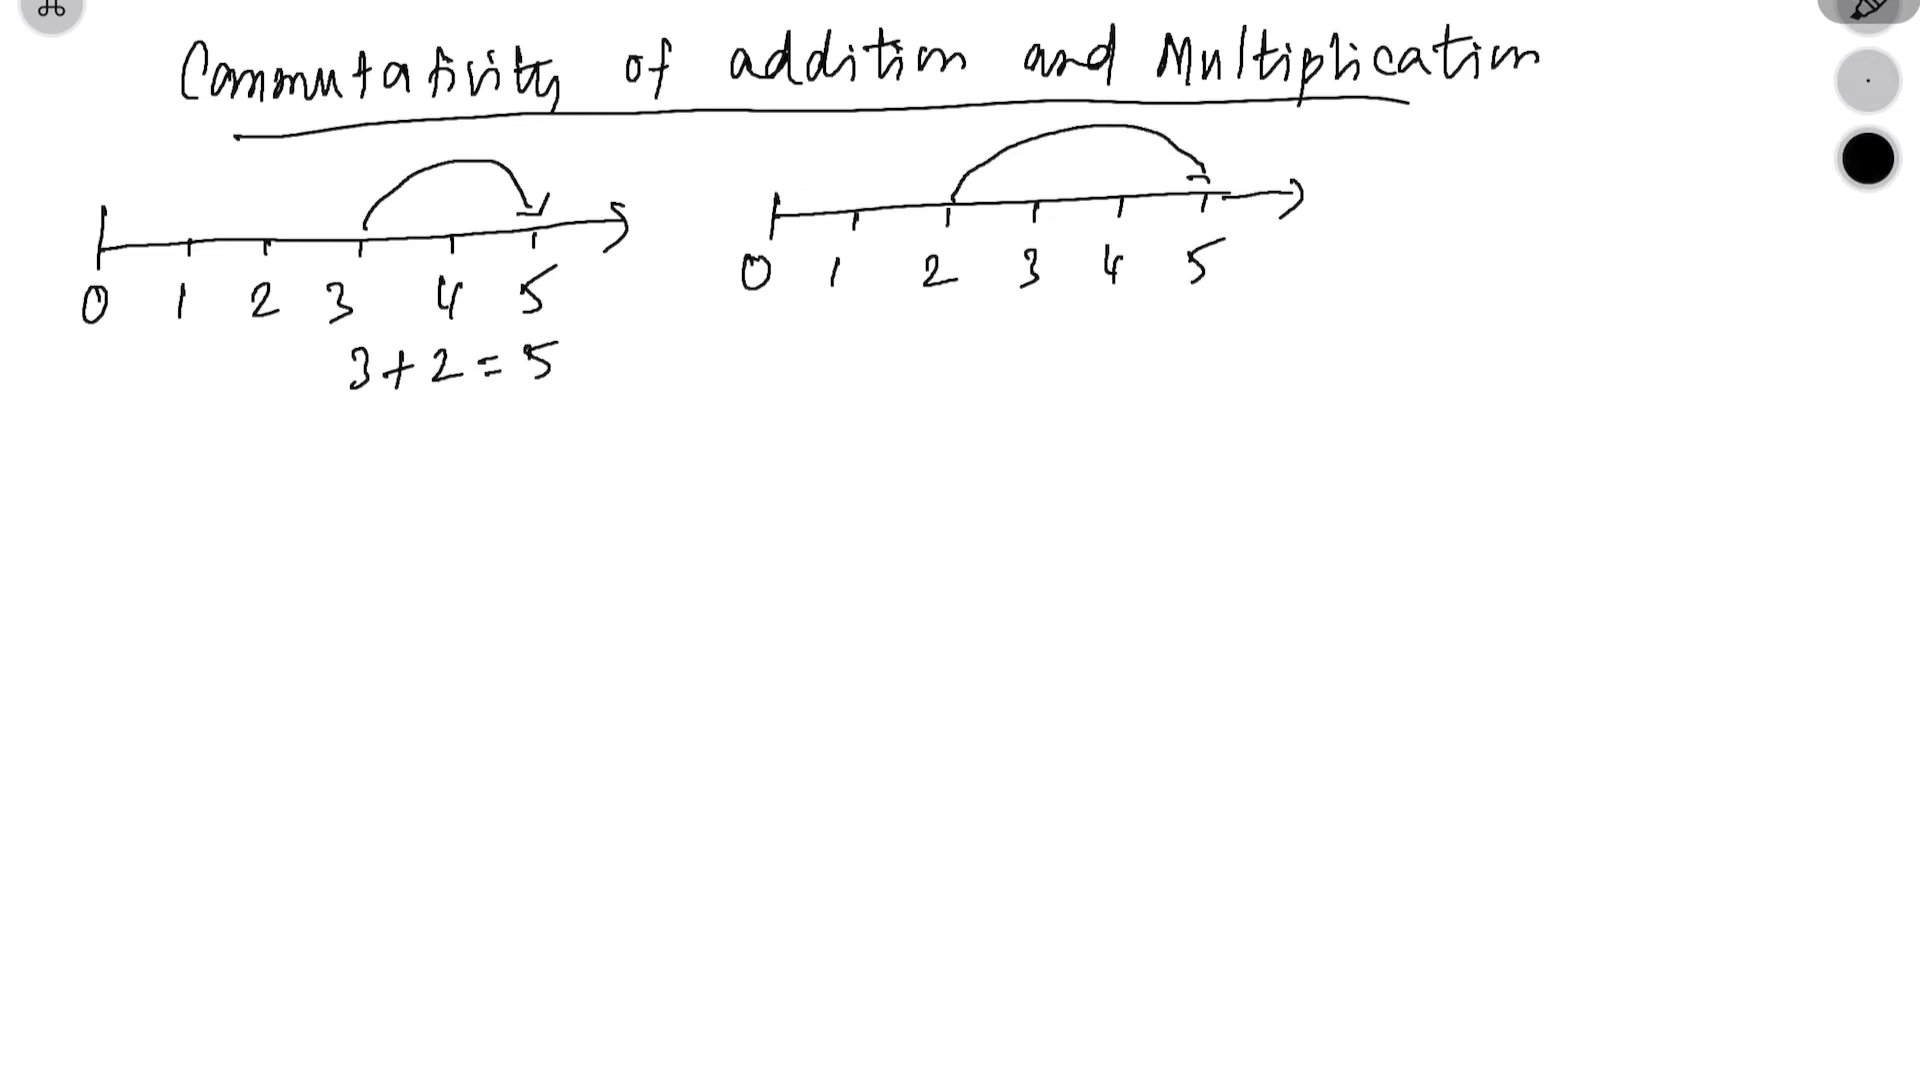 Commutativity of addition and Multiplication
0 1 2 3 4 5
3 + 2 = 5
0 1 2 3 4 5